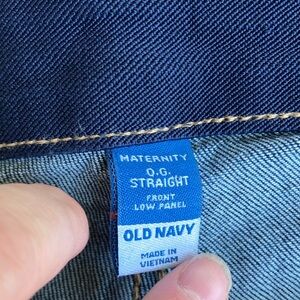 MATERNITY
O.G.
STRAIGHT
FRONT
LOW PANEL
OLD NAVY
MADE IN
VIETNAM